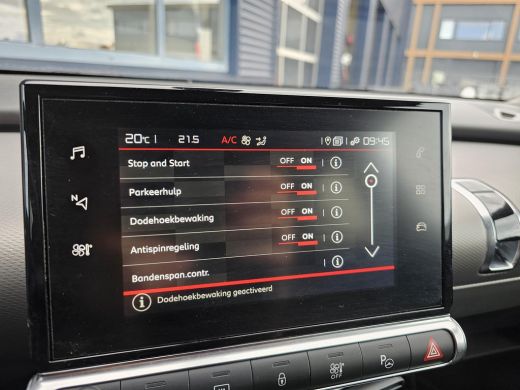 20°C 21.5 A/C 09:45
Stop and Start OFF ON
Parkeerhulp OFF ON
Dodehoekbewaking OFF ON
Antispinregeling OFF ON
Bandenspan.contr.
Dodehoekbewaking geactiveerd
N
OFF
P